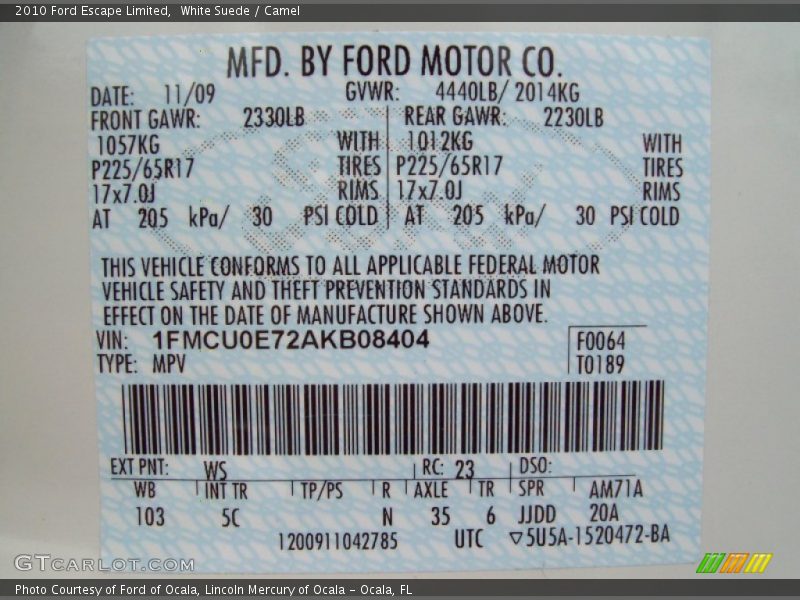 2010 Ford Escape Limited,  White Suede / Camel
MFD. BY FORD MOTOR CO.
DATE: 11/09 GVWR: 4440LB/ 2014KG
FRONT GAWR: 2330LB REAR GAWR: 2230LB
1057KG WITH 1012KG WITH
P225/65R17 TIRES P225/65R17 TIRES
17x7.0J RIMS 17x7.0J RIMS
AT 205 kPa/ 30 PSI COLD AT 205 kPa/ 30 PSI COLD
THIS VEHICLE CONFORMS TO ALL APPLICABLE FEDERAL MOTOR
VEHICLE SAFETY AND THEFT PREVENTION STANDARDS IN
EFFECT ON THE DATE OF MANUFACTURE SHOWN ABOVE.
VIN: 1FMCU0E72AKB08404 F0064
TYPE: MPV T0189
EXT PNT: WS RC: 23 DSO:
WB INT TR TP/PS R AXLE TR SPR AM71A
103 5C N 35 6 JJDD 20A
1200911042785 UTC ▽5U5A-1520472-BA
GTCARLOT.COM
Photo Courtesy of Ford of Ocala, Lincoln Mercury of Ocala – Ocala, FL